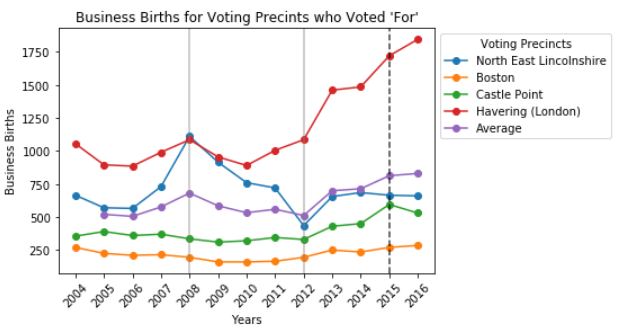 Business Births for Voting Precints who Voted 'For'
Business Births
1750
1500
1250
1000
750
500
250
2004
2005
2006
2007
2008
2009
2010
2011
2012
2013
2014
2015
2016
Years
Voting Precincts
North East Lincolnshire
Boston
Castle Point
Havering (London)
Average